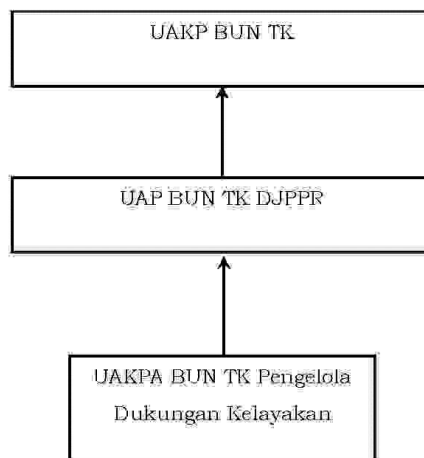 UAKP BUN TK
UAP BUN TK DJPPR
UAKPA BUN TK Pengelola
Dukungan Kelayakan